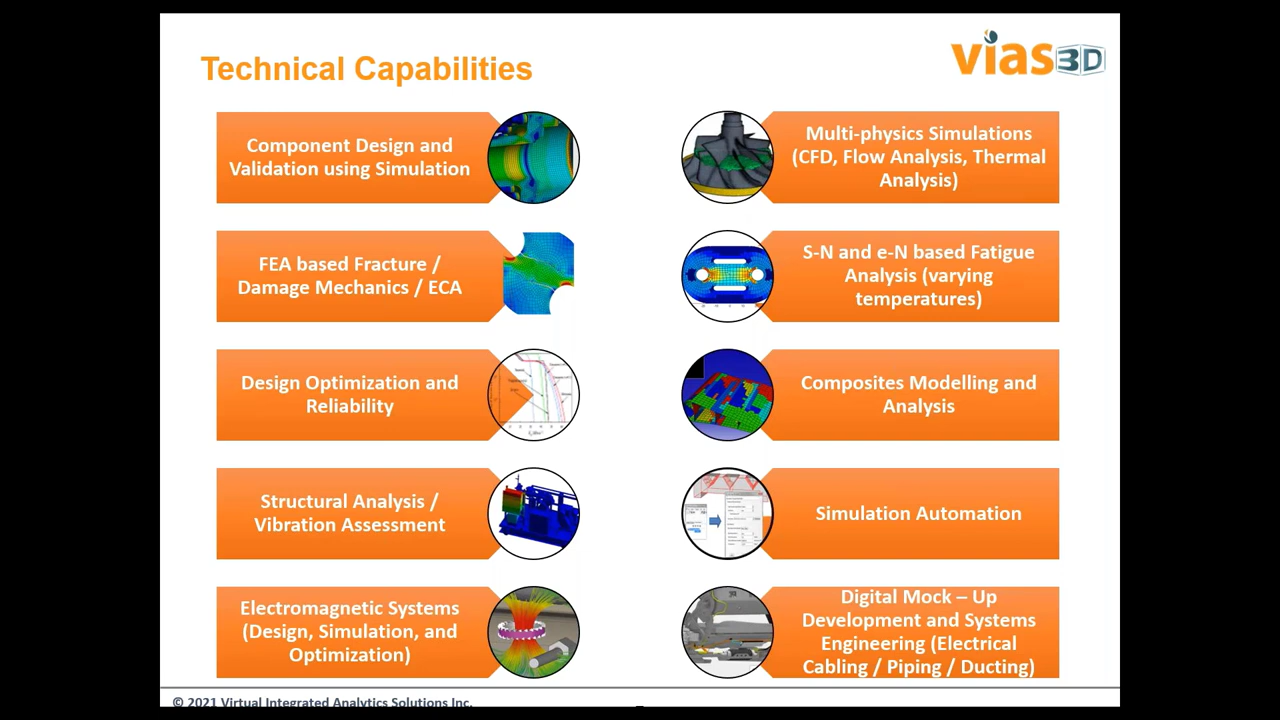 Technical Capabilities
vias3D
Component Design and
Validation using Simulation
Multi-physics Simulations
(CFD, Flow Analysis, Thermal
Analysis)
FEA based Fracture /
Damage Mechanics / ECA
S-N and e-N based Fatigue
Analysis (varying
temperatures)
Design Optimization and
Reliability
Composites Modelling and
Analysis
Structural Analysis /
Vibration Assessment
Simulation Automation
Electromagnetic Systems
(Design, Simulation, and
Optimization)
Digital Mock – Up
Development and Systems
Engineering (Electrical
Cabling / Piping / Ducting)
© 2021 Virtual Integrated Analytics Solutions Inc.